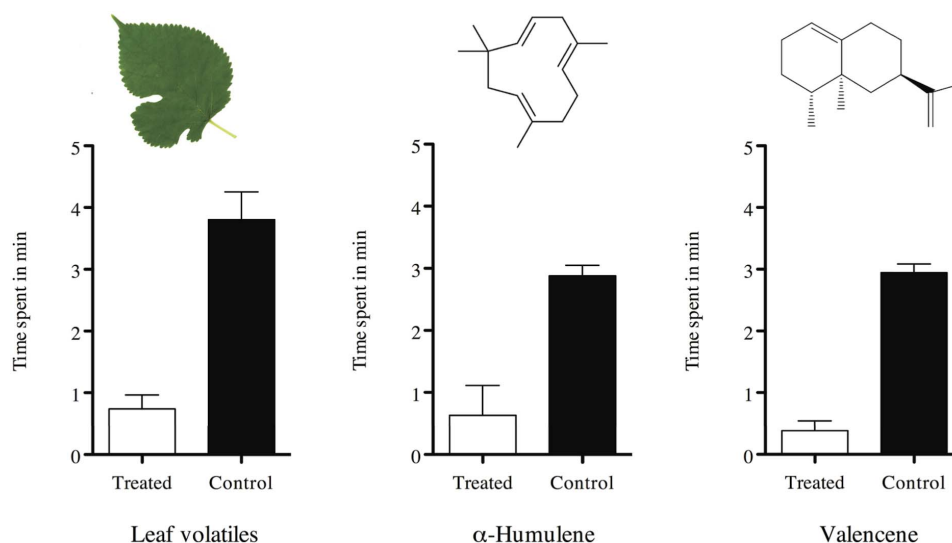 5
4
3
2
1
0
Time spent in min
Treated Control
Leaf volatiles
5
4
3
2
1
0
Time spent in min
Treated Control
α-Humulene
5
4
3
2
1
0
Time spent in min
Treated Control
Valencene